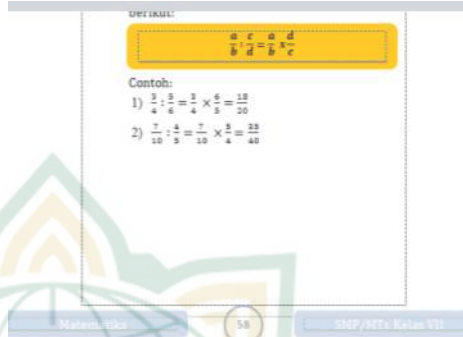 berikut:
a/b : c/d = a/b x d/c
Contoh:
1) 3/4 : 5/6 = 3/4 × 6/5 = 18/20
2) 7/10 : 4/5 = 7/10 × 5/4 = 35/40
Matematika
58
SMP/MTs Kelas VII